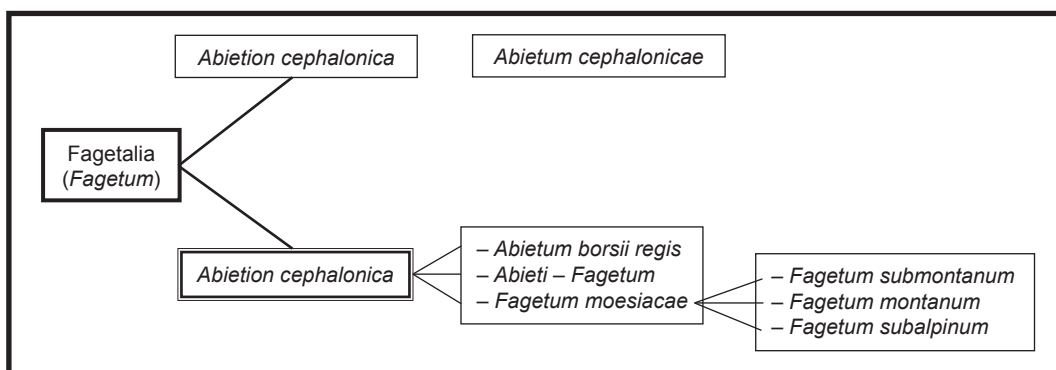 Abietion cephalonica
Abietum cephalonicae
Fagetalia
(Fagetum)
Abietion cephalonica
– Abietum borsii regis
– Abieti – Fagetum
– Fagetum moesiacae
– Fagetum submontanum
– Fagetum montanum
– Fagetum subalpinum